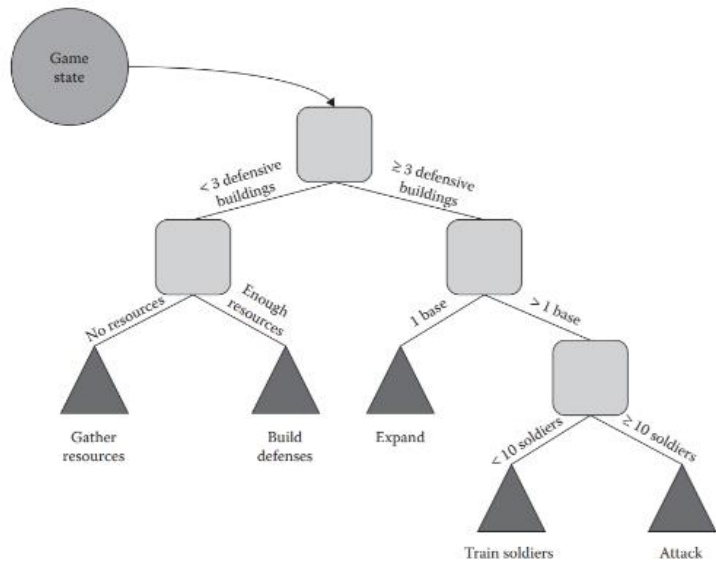 Game
state
< 3 defensive
buildings
≥ 3 defensive
buildings
No resources
Enough
resources
1 base
> 1 base
Gather
resources
Build
defenses
Expand
< 10 soldiers
≥ 10 soldiers
Train soldiers
Attack